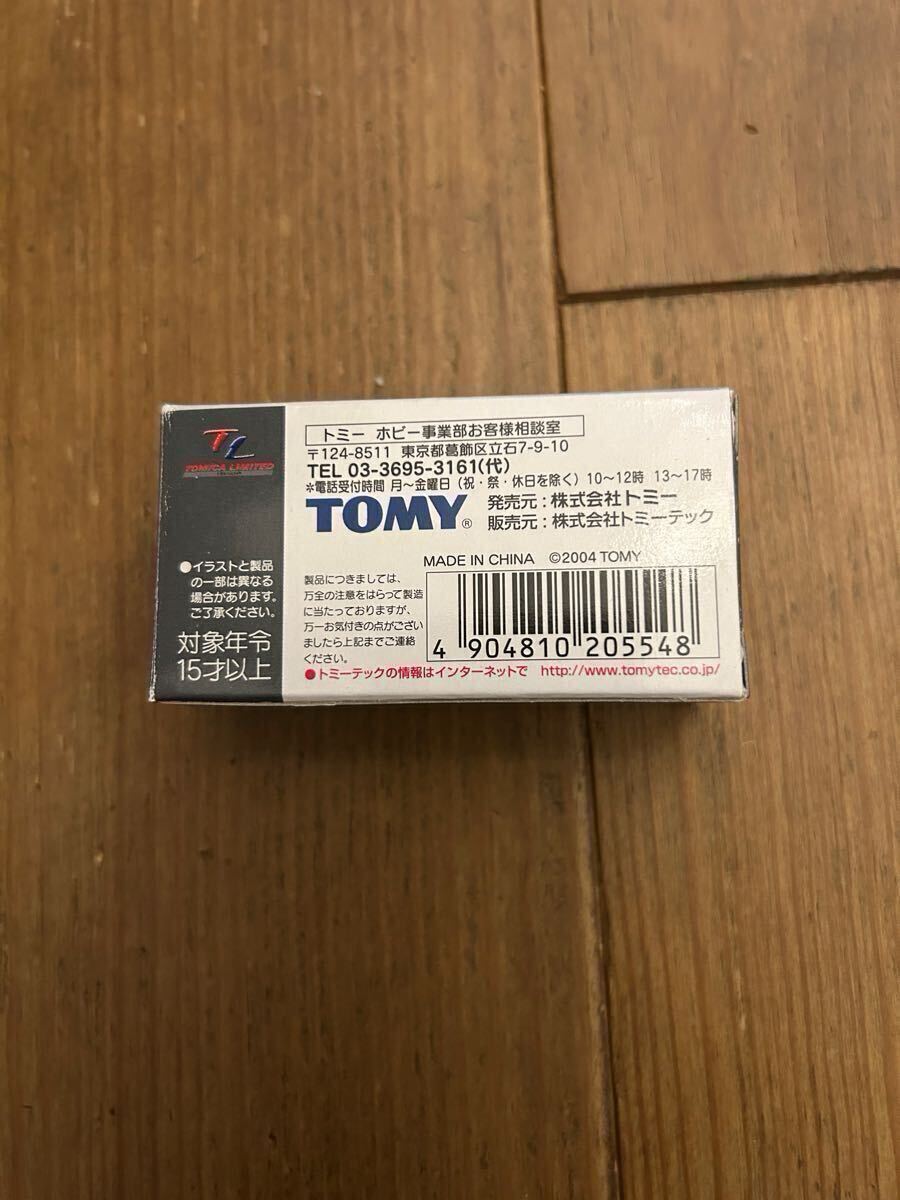 TL
TOMICA LIMITED
●イラストと製品
の一部は異なる
場合があります。
ご了承ください。
対象年令
15才以上
トミー ホビー事業部お客様相談室
〒124-8511 東京都葛飾区立石7-9-10
TEL 03-3695-3161(代)
*電話受付時間 月～金曜日(祝・祭・休日を除く) 10～12時 13～17時
TOMY®
発売元：株式会社トミー
販売元：株式会社トミーテック
MADE IN CHINA ©2004 TOMY
製品につきましては、
万全の注意をはらって製造
に当たっておりますが、
万一お気付きの点がござい
ましたら上記までご連絡
ください。
4 904810 205548
●トミーテックの情報はインターネットで http://www.tomytec.co.jp/